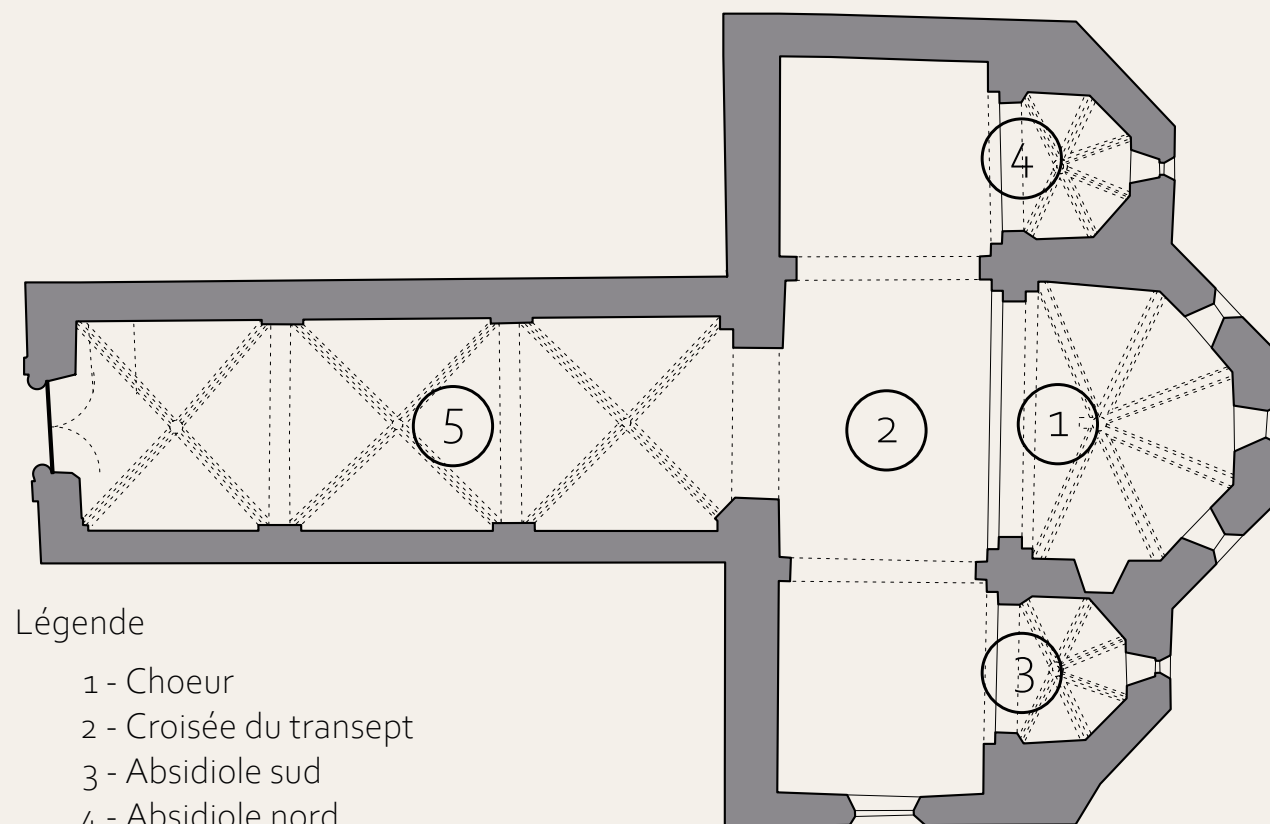 4
5
2
1
3
Légende
1 - Choeur
2 - Croisée du transept
3 - Absidiole sud
4 - Absidiole nord